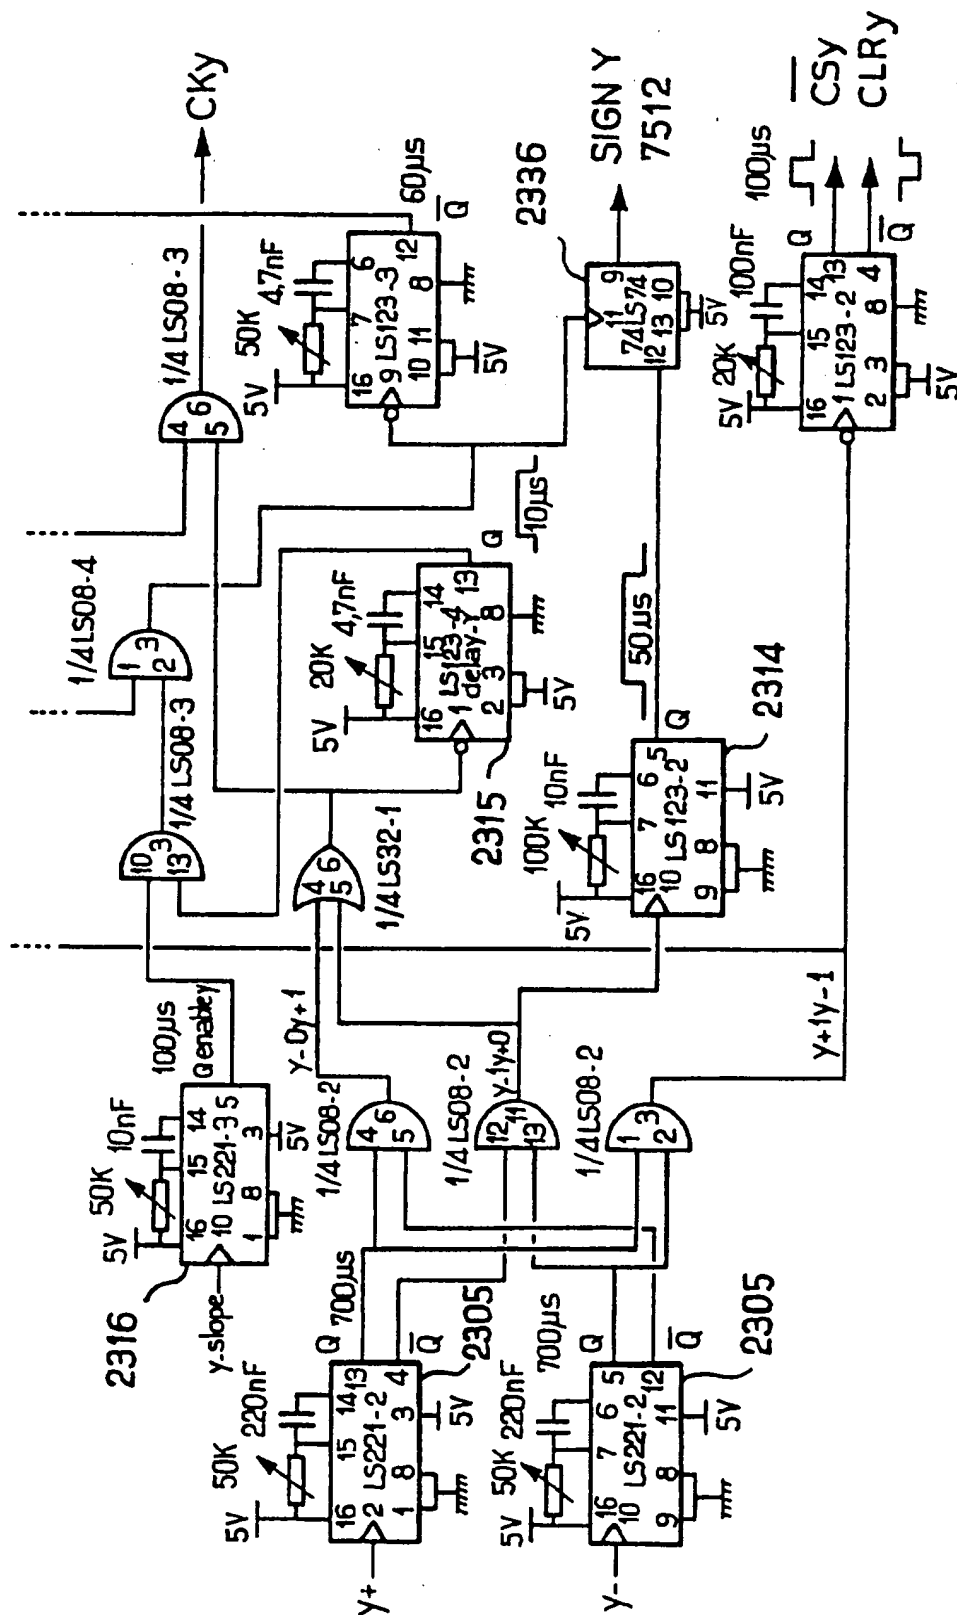 CKy
1/4 LS08-3
60µs
Q̅
5V
50K
4,7nF
16
7
6
9
LS123-3
12
10
11
8
5V
4
5
6
1/4 LS08-4
1
2
3
1/4 LS08-3
10
13
3
SIGN Y
7512
2336
11
9
74LS74
12
13
10
5V
5V
20K
4,7nF
16
15
14
1
LS123-4
delay-Y
13
2
3
8
5V
Q
10µs
2315
1/4 LS32-1
4
5
6
100µs
C̅S̅y
CLRy
Q
Q̅
5V
20K
100nF
16
15
14
1
LS123-2
13
2
3
8
4
5V
50µs
Q
2314
5V
100K
10nF
16
7
6
10
LS123-2
5
9
8
11
5V
100µs
Q enabley
5V
50K
10nF
16
15
14
10
LS221-3
5
1
8
3
5V
2316
y-slope
y-0y+1
1/4 LS08-2
4
5
6
y-1y+0
1/4 LS08-2
12
13
11
y+1y-1
1/4 LS08-2
1
2
3
Y+
5V
50K
220nF
16
15
14
2
LS221-2
13
1
8
3
4
5V
Q
700µs
Q̅
2305
y-
5V
50K
220nF
16
7
6
10
LS221-2
5
9
8
11
12
5V
700µs
Q
Q̅
2305